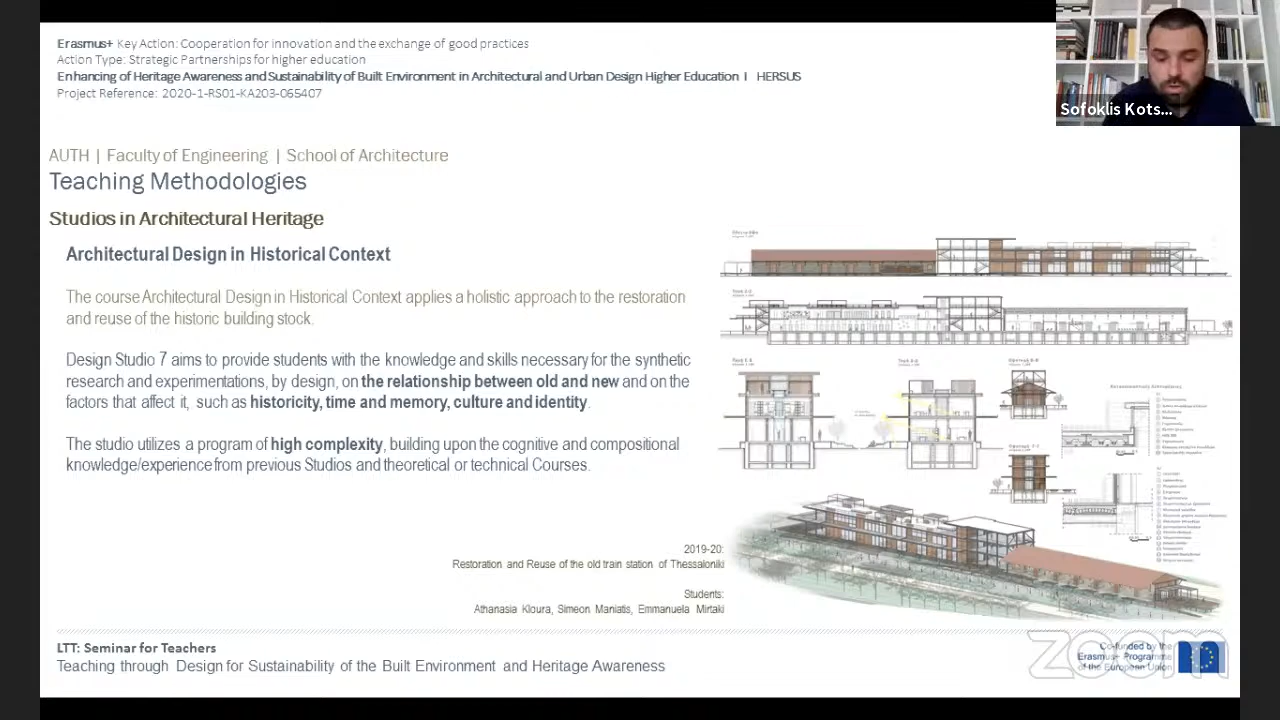 Erasmus+ Key Action: Cooperation for innovation and the exchange of good practices
Action Type: Strategic Partnerships for higher education
Enhancing of Heritage Awareness and Sustainability of Built Environment in Architectural and Urban Design Higher Education I HERSUS
Project Reference: 2020-1-RS01-KA203-065407
Sofoklis Kots...
AUTH | Faculty of Engineering | School of Architecture
Teaching Methodologies
Studios in Architectural Heritage
Architectural Design in Historical Context
The course Architectural Design in Historical Context applies a holistic approach to the restoration
and reuse of the historic building stock.
Design Studio 7 aims to provide students with the knowledge and skills necessary for the synthetic
research and experimentations, by design, on the relationship between old and new and on the
factors that affect it, such as historicity, time and memory, culture and identity.
The studio utilizes a program of high complexity, building upon the cognitive and compositional
knowledge/experience from previous Studios and theoretical or technical Courses.
2019-20:
Restoration and Reuse of the old train station of Thessaloniki
Students:
Athanasia Kloura, Simeon Maniatis, Emmanuela Mirtaki
LTT: Seminar for Teachers
Teaching through Design for Sustainability of the Built Environment and Heritage Awareness
Co-funded by the
Erasmus+ Programme
of the European Union
zoom